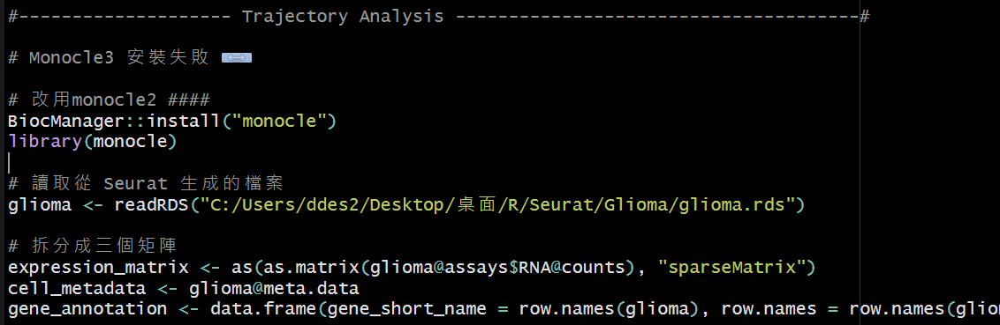 #-------------------- Trajectory Analysis --------------------------------------#
# Monocle3 安裝失敗
# 改用monocle2 ####
BiocManager::install("monocle")
library(monocle)
# 讀取從 Seurat 生成的檔案
glioma <- readRDS("C:/Users/ddes2/Desktop/桌面/R/Seurat/Glioma/glioma.rds")
# 拆分成三個矩陣
expression_matrix <- as(as.matrix(glioma@assays$RNA@counts), "sparseMatrix")
cell_metadata <- glioma@meta.data
gene_annotation <- data.frame(gene_short_name = row.names(glioma), row.names = row.names(glio